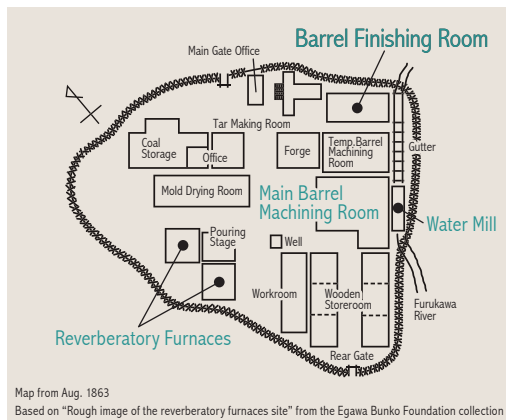 Barrel Finishing Room
Main Gate Office
Tar Making Room
Coal
Storage
Office
Forge
Temp.Barrel
Machining
Room
Gutter
Mold Drying Room
Main Barrel
Machining Room
Water Mill
Pouring
Stage
Well
Workroom
Wooden
Storeroom
Furukawa
River
Reverberatory Furnaces
Rear Gate
Map from Aug. 1863
Based on “Rough image of the reverberatory furnaces site” from the Egawa Bunko Foundation collection